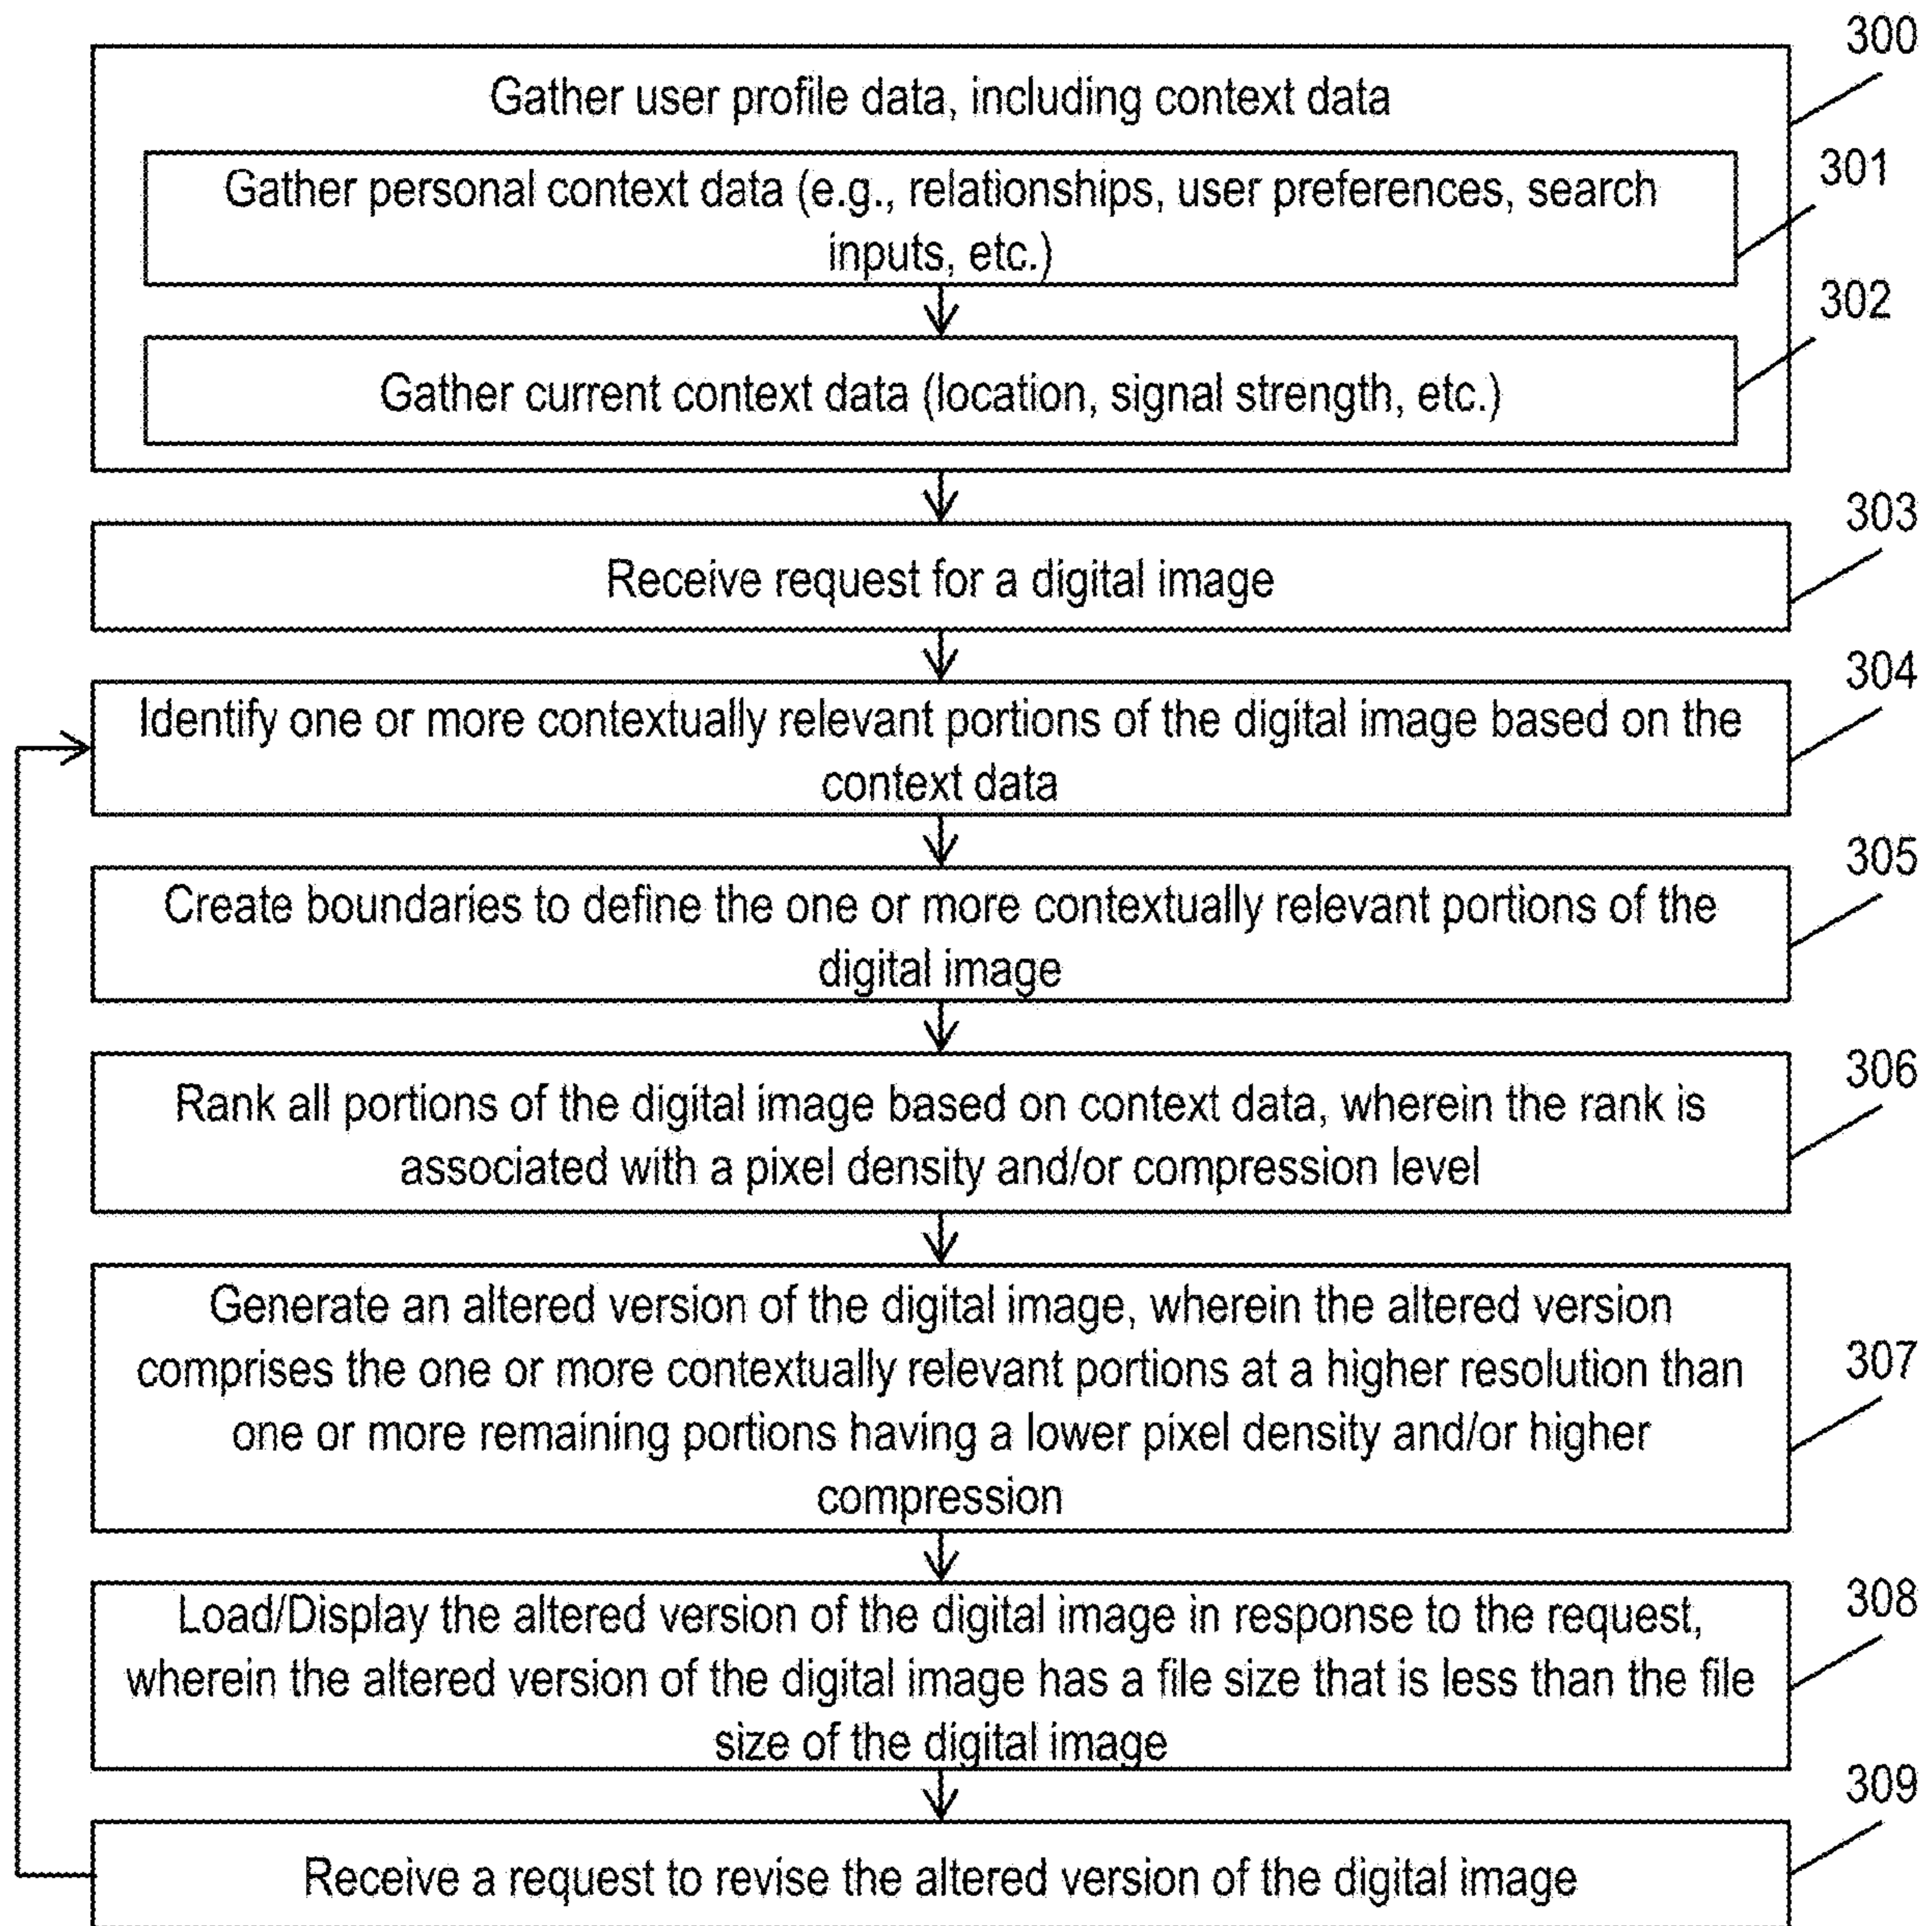 300
Gather user profile data, including context data
301
Gather personal context data (e.g., relationships, user preferences, search
inputs, etc.)
302
Gather current context data (location, signal strength, etc.)
303
Receive request for a digital image
304
Identify one or more contextually relevant portions of the digital image based on the
context data
305
Create boundaries to define the one or more contextually relevant portions of the
digital image
306
Rank all portions of the digital image based on context data, wherein the rank is
associated with a pixel density and/or compression level
307
Generate an altered version of the digital image, wherein the altered version
comprises the one or more contextually relevant portions at a higher resolution than
one or more remaining portions having a lower pixel density and/or higher
compression
308
Load/Display the altered version of the digital image in response to the request,
wherein the altered version of the digital image has a file size that is less than the file
size of the digital image
309
Receive a request to revise the altered version of the digital image